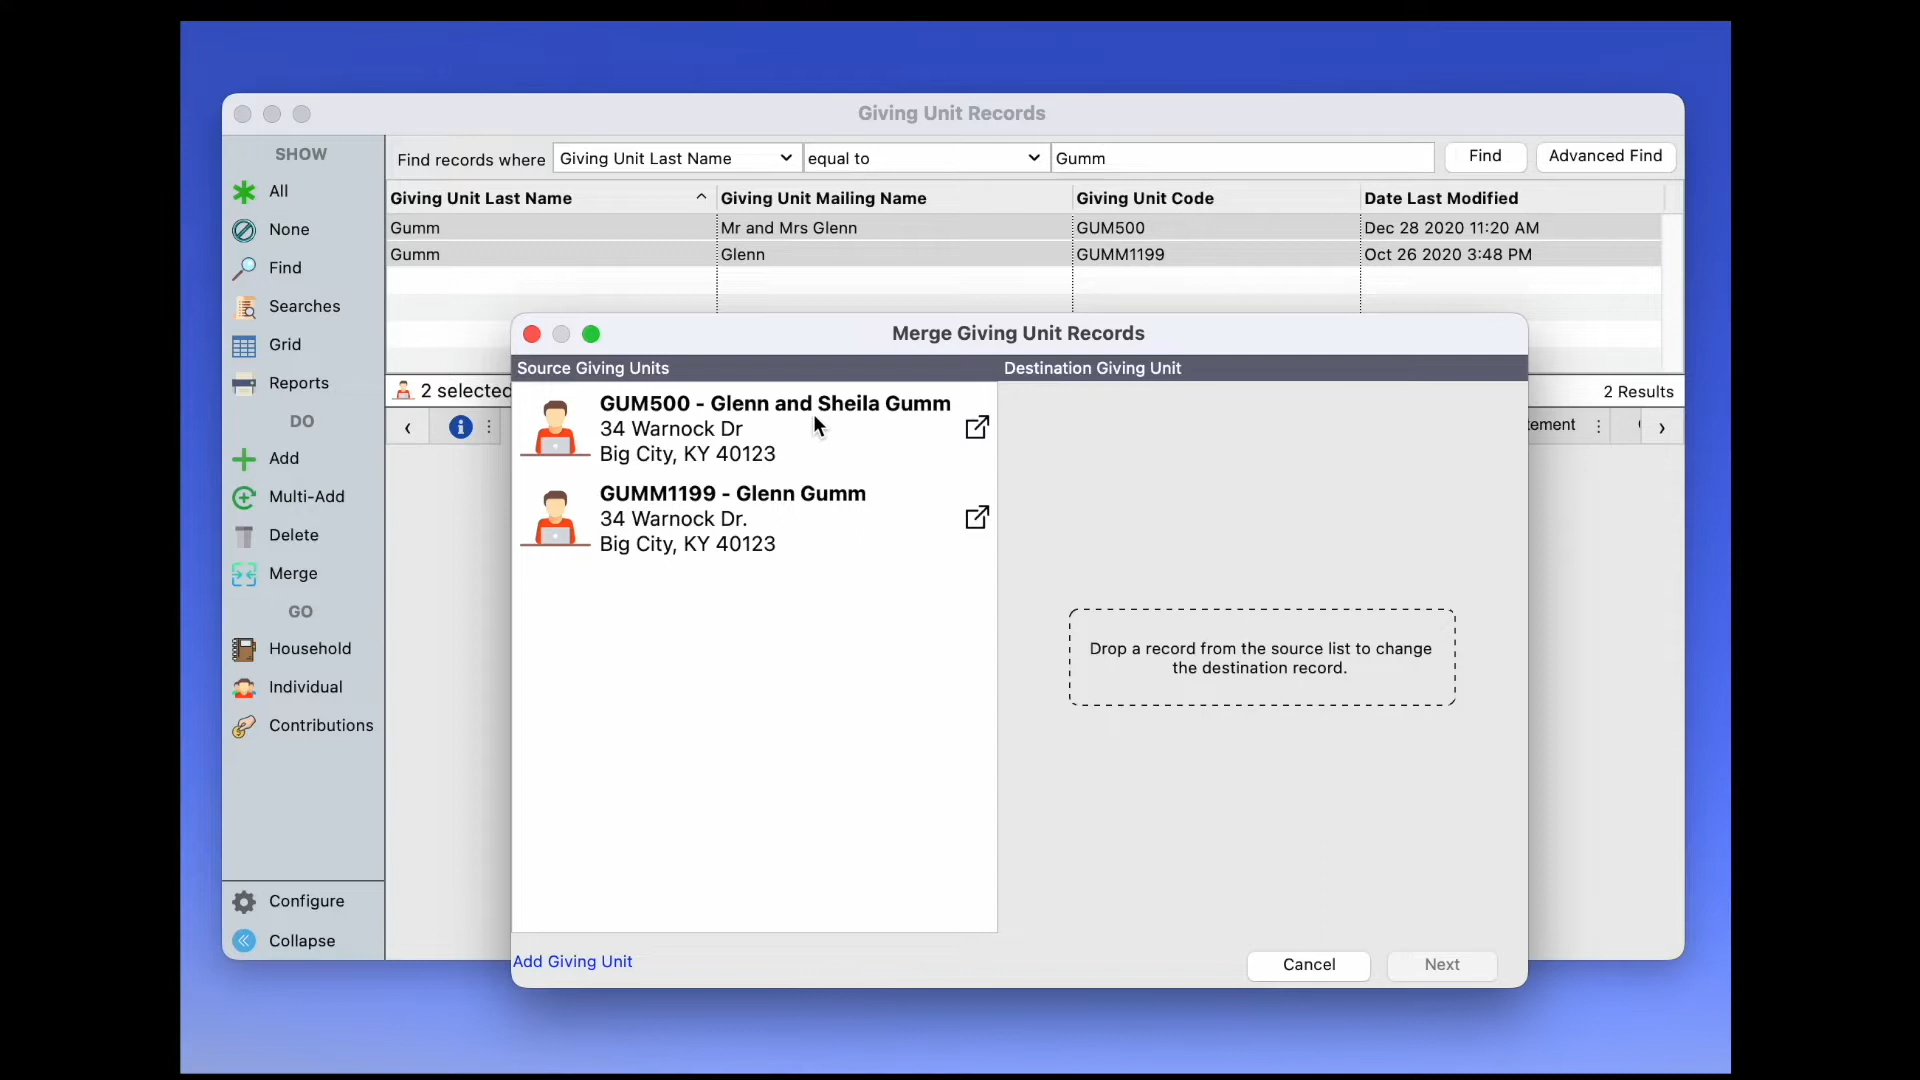 Giving Unit Records
SHOW
All
None
Find
Searches
Grid
Reports
DO
Add
Multi-Add
Delete
Merge
GO
Household
Individual
Contributions
Configure
Collapse
Find records where Giving Unit Last Name equal to Gumm Find Advanced Find
Giving Unit Last Name Giving Unit Mailing Name Giving Unit Code Date Last Modified
Gumm Mr and Mrs Glenn GUM500 Dec 28 2020 11:20 AM
Gumm Glenn GUMM1199 Oct 26 2020 3:48 PM
2 selected 2 Results
ement
Merge Giving Unit Records
Source Giving Units Destination Giving Unit
GUM500 - Glenn and Sheila Gumm
34 Warnock Dr
Big City, KY 40123
GUMM1199 - Glenn Gumm
34 Warnock Dr.
Big City, KY 40123
Drop a record from the source list to change
the destination record.
Add Giving Unit
Cancel Next